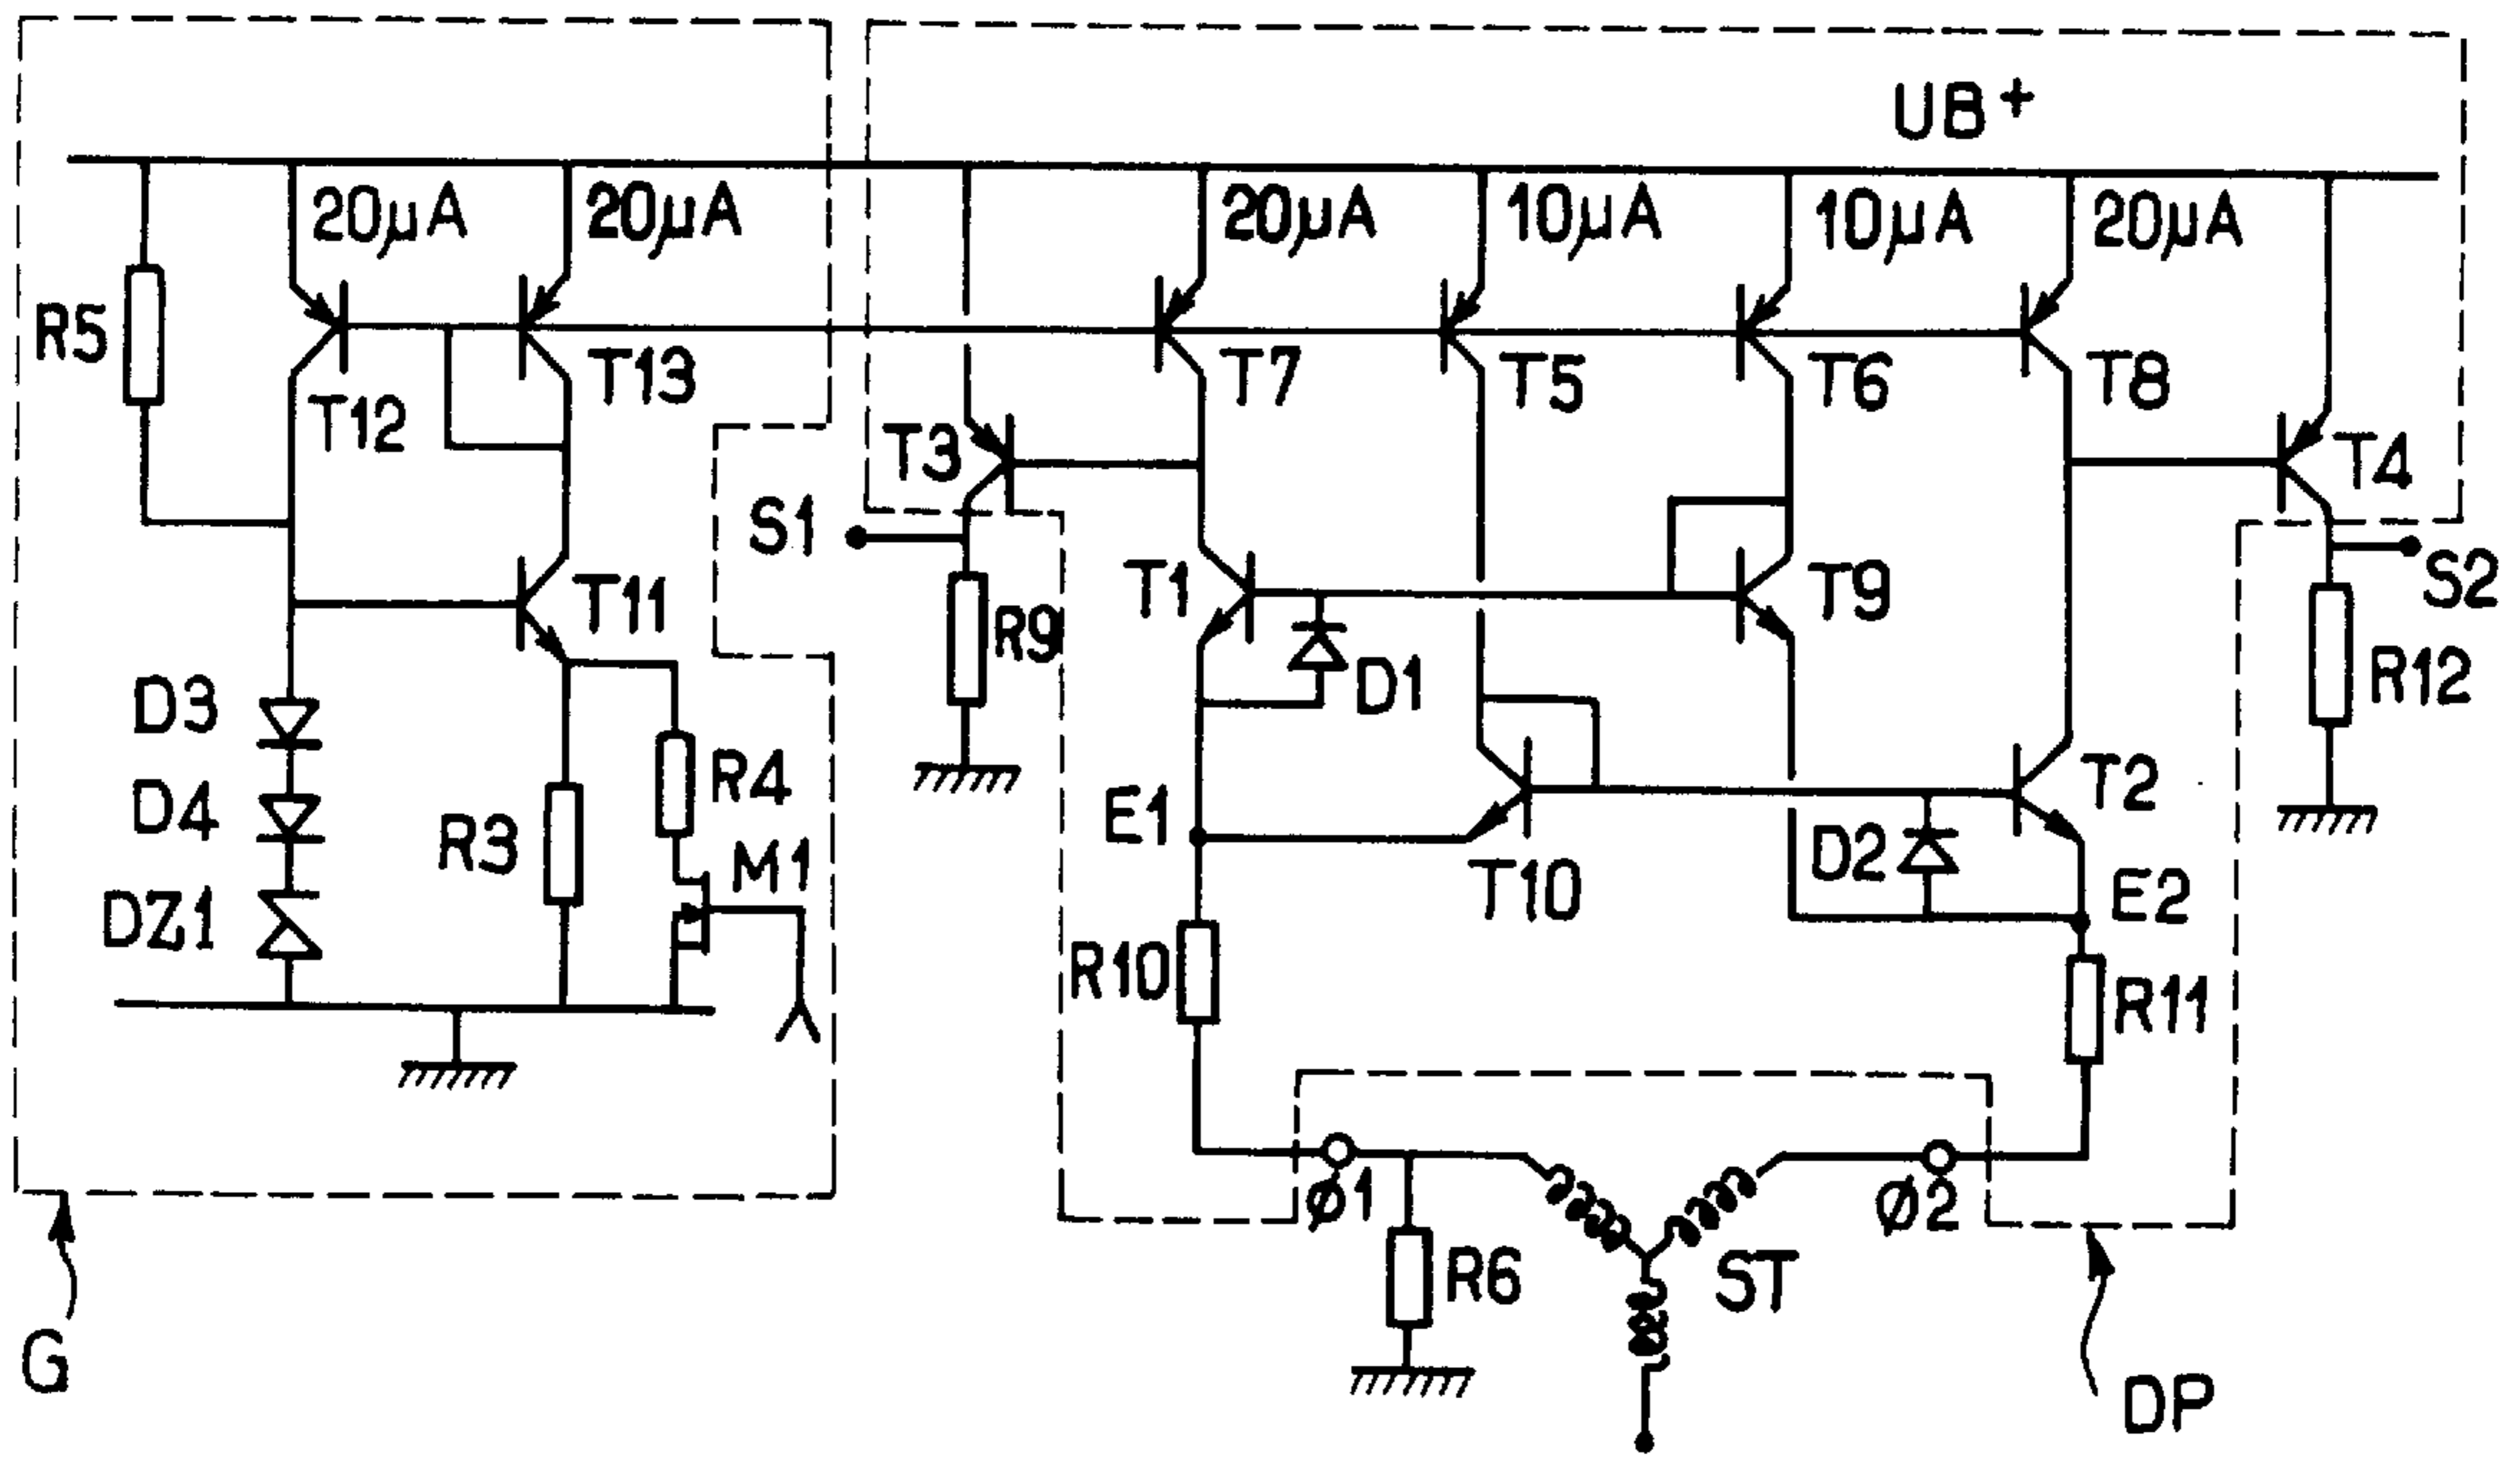 UB+
20µA
20µA
20µA
10µA
10µA
20µA
R5
T12
T13
T7
T5
T6
T8
T3
T4
S1
S2
T11
T1
T9
R9
D1
R12
D3
D4
DZ1
R3
R4
M1
E1
T10
D2
T2
E2
R10
R11
Ø1
Ø2
R6
ST
G
DP